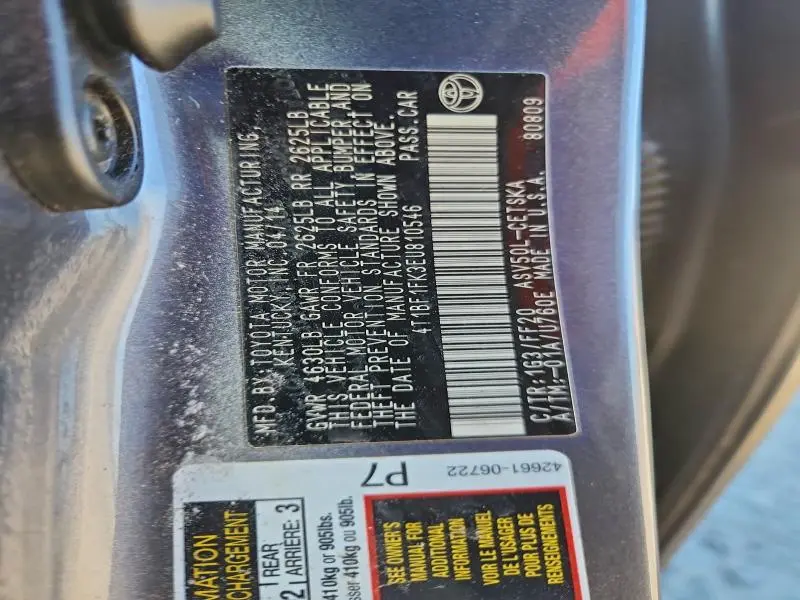 MFD.BY:TOYOTA MOTOR MANUFACTURING,
KENTUCKY, INC. 04/14
GVWR 4630LB GAWR FR 2625LB RR 2625LB
THIS VEHICLE CONFORMS TO ALL APPLICABLE
FEDERAL MOTOR VEHICLE SAFETY, BUMPER, AND
THEFT PREVENTION STANDARDS IN EFFECT ON
THE DATE OF MANUFACTURE SHOWN ABOVE.
4T1BF1FK3EU810546 PASS.CAR
C/TR:1G3/FF20 ASV50L-CETSKA
A/TM:-01A/U760E MADE IN U.S.A. 80809
MATION
CHARGEMENT
2 REAR
ARRIERE: 3
410kg or 905lbs.
sser 410kg ou 905lb.
P7
42661-06722
SEE OWNER'S
MANUAL FOR
ADDITIONAL
INFORMATION
VOIR LE MANUEL
DE L'USAGER
POUR PLUS DE
RENSEIGNEMENTS